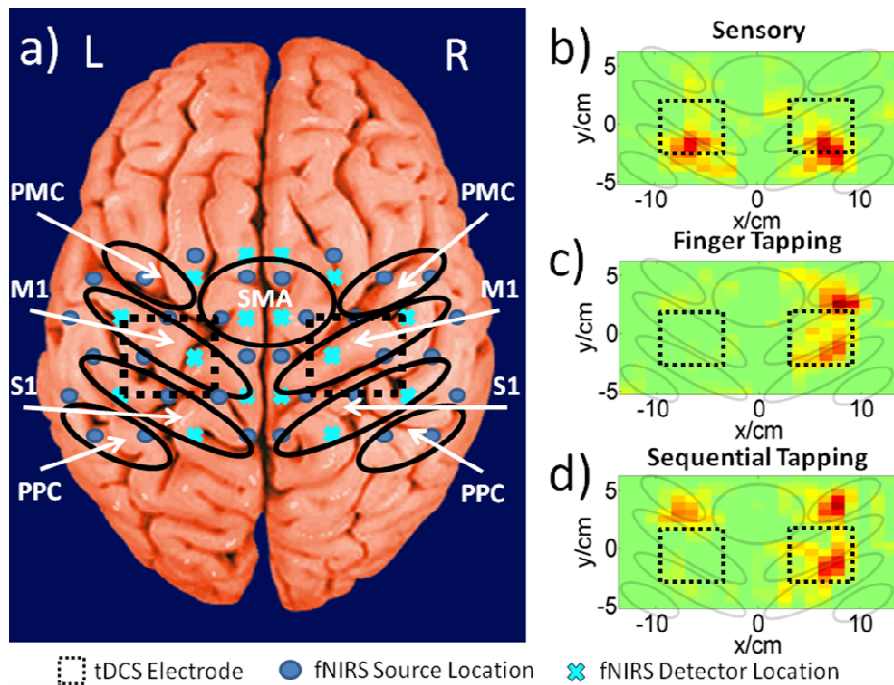 a) L R
PMC PMC
SMA
M1 M1
S1 S1
PPC PPC
b) Sensory
y/cm
5
0
-5
-10 0 10
x/cm
c) Finger Tapping
y/cm
5
0
-5
-10 0 10
x/cm
d) Sequential Tapping
y/cm
5
0
-5
-10 0 10
x/cm
tDCS Electrode fNIRS Source Location fNIRS Detector Location